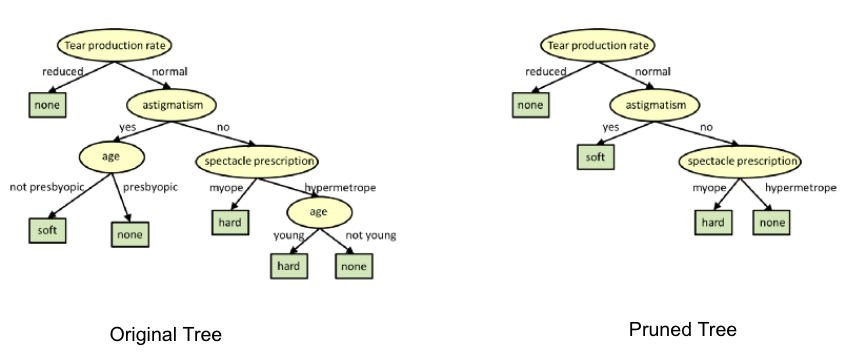 Tear production rate
reduced
normal
none
astigmatism
yes
no
age
spectacle prescription
not presbyopic
presbyopic
myope
hypermetrope
soft
none
hard
age
young
not young
hard
none
Original Tree
Tear production rate
reduced
normal
none
astigmatism
yes
no
soft
spectacle prescription
myope
hypermetrope
hard
none
Pruned Tree